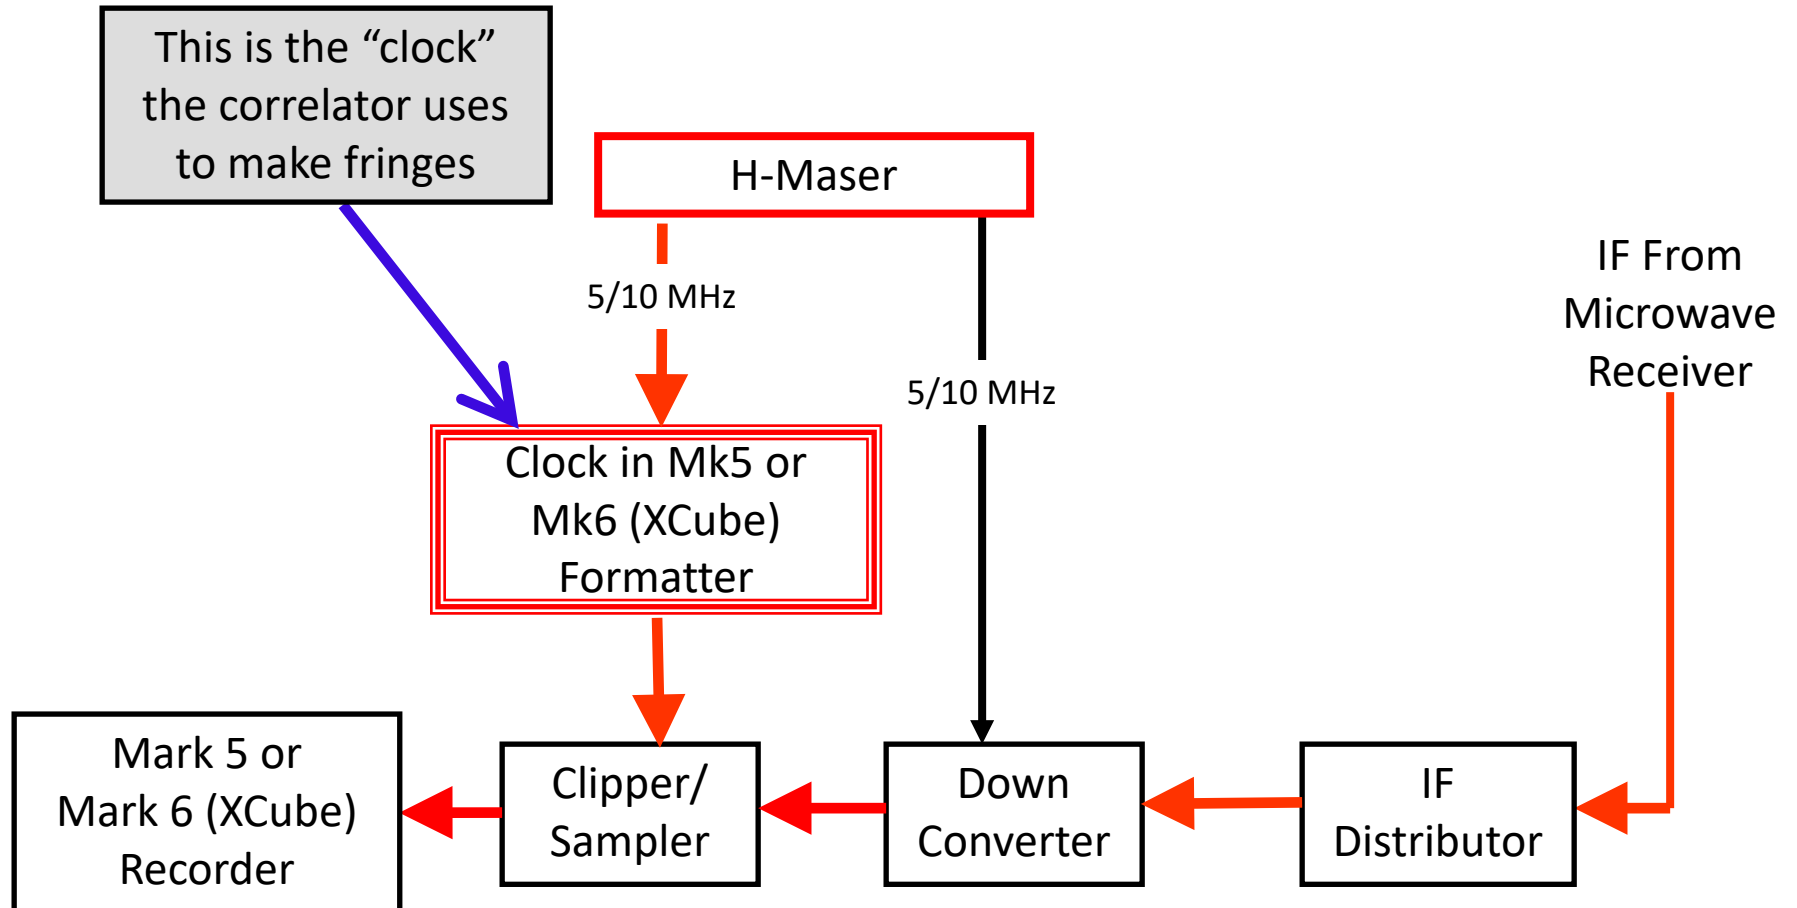 This is the “clock”
the correlator uses
to make fringes
H-Maser
5/10 MHz
5/10 MHz
IF From
Microwave
Receiver
Clock in Mk5 or
Mk6 (XCube)
Formatter
Mark 5 or
Mark 6 (XCube)
Recorder
Clipper/
Sampler
Down
Converter
IF
Distributor